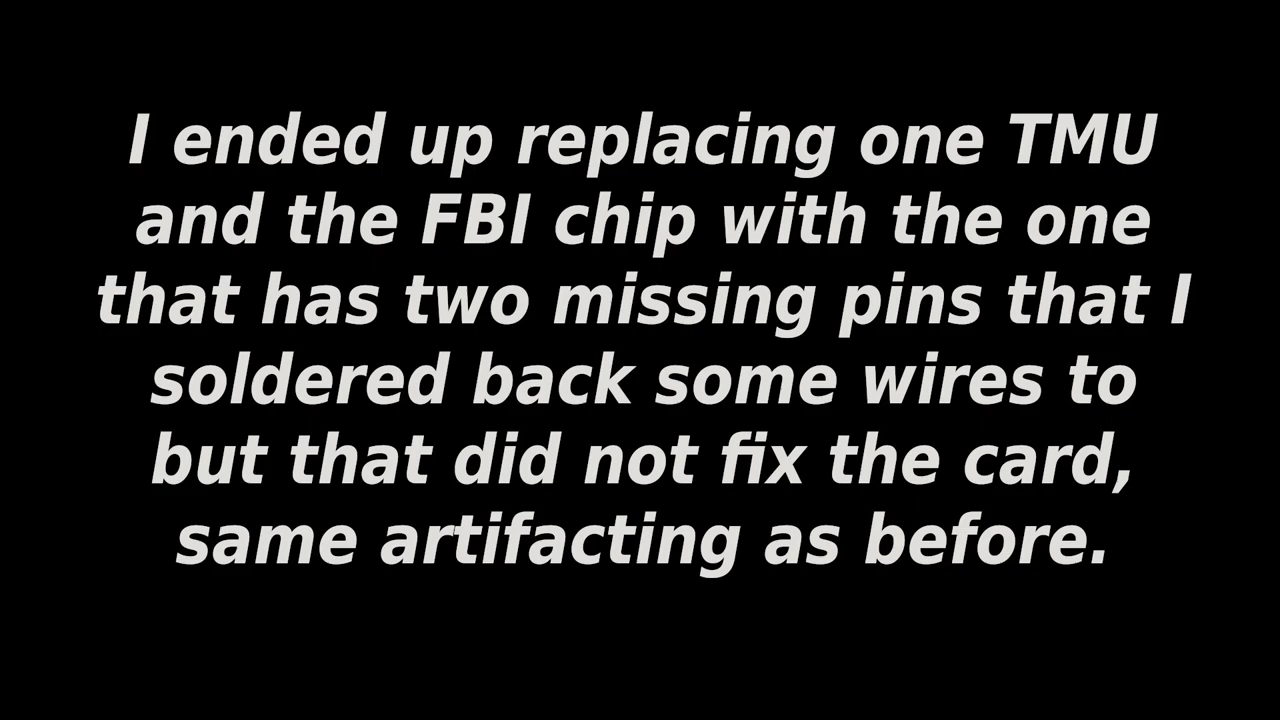 I ended up replacing one TMU
and the FBI chip with the one
that has two missing pins that I
soldered back some wires to
but that did not fix the card,
same artifacting as before.